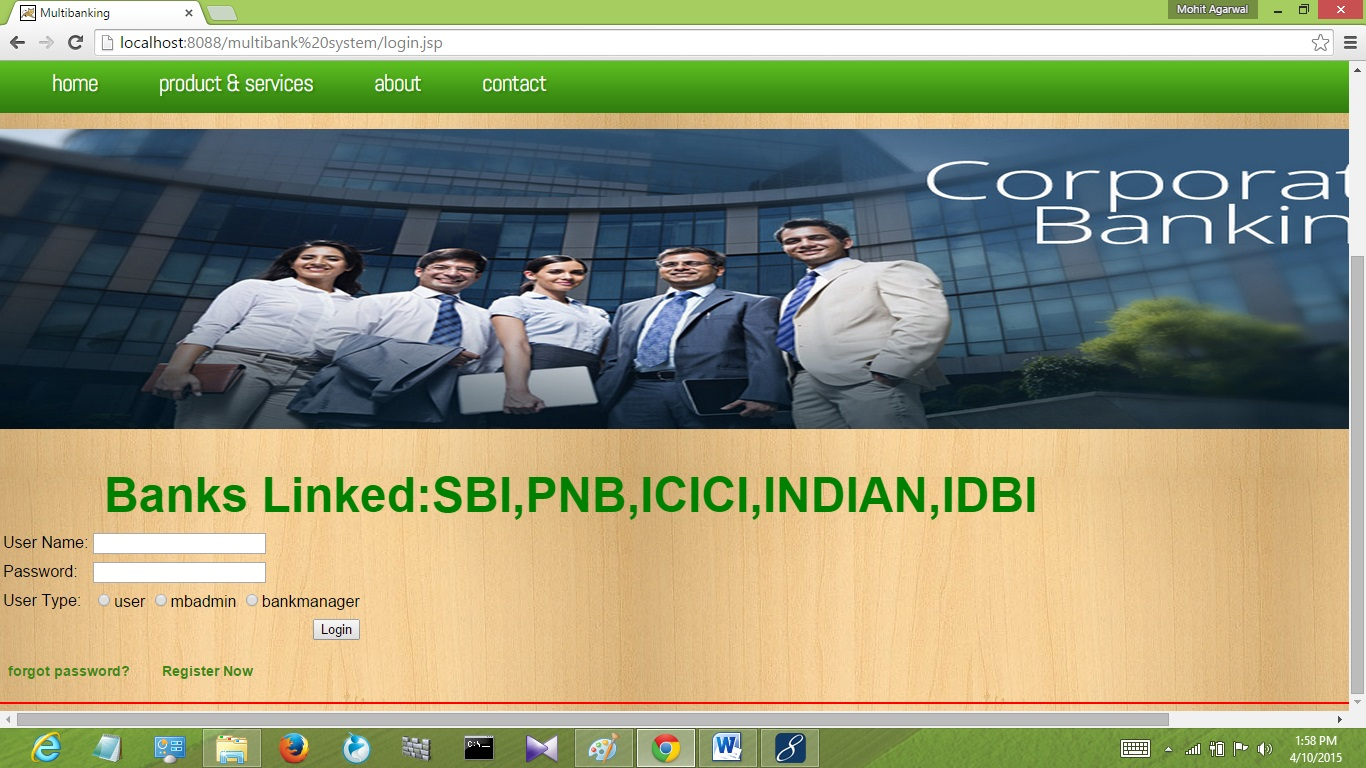 Multibanking
Mohit Agarwal
localhost:8088/multibank%20system/login.jsp
home product & services about contact
Corporat
Bankin
Banks Linked:SBI,PNB,ICICI,INDIAN,IDBI
User Name:
Password:
User Type: user mbadmin bankmanager
Login
forgot password? Register Now
C:\_
1:58 PM
4/10/2015